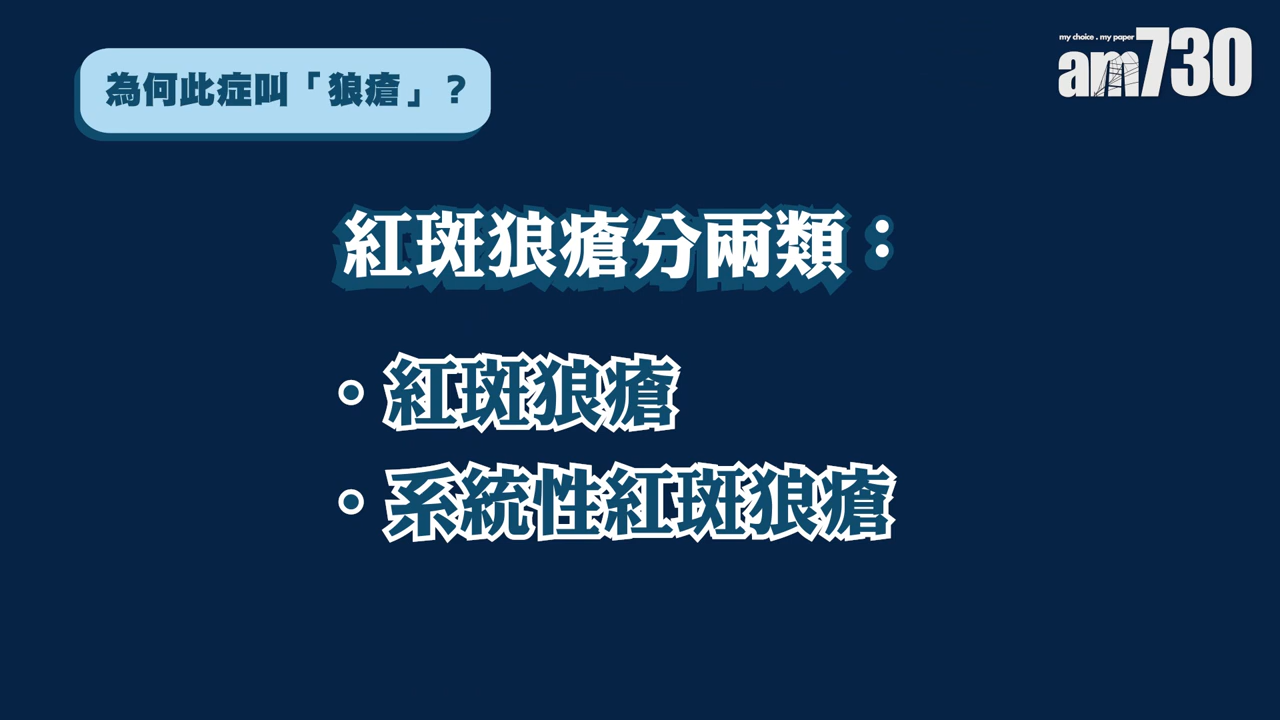 為何此症叫「狼瘡」？
my choice . my paper
am730
紅斑狼瘡分兩類：
紅斑狼瘡
系統性紅斑狼瘡